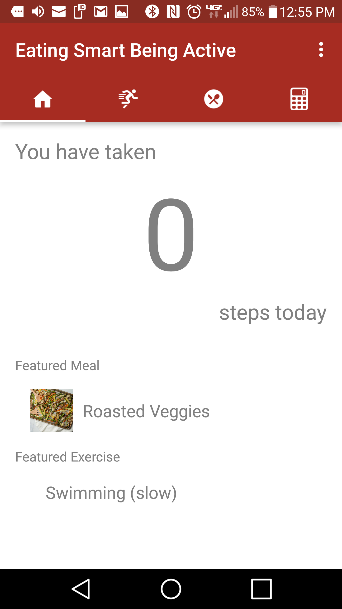 85% 12:55 PM
Eating Smart Being Active
You have taken
0
steps today
Featured Meal
Roasted Veggies
Featured Exercise
Swimming (slow)